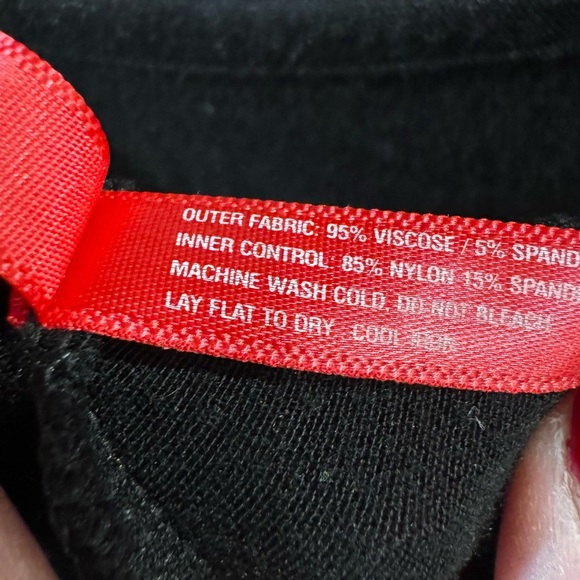 OUTER FABRIC: 95% VISCOSE / 5% SPAND
INNER CONTROL: 85% NYLON 15% SPAND
MACHINE WASH COLD, DO NOT BLEACH
LAY FLAT TO DRY. COOL